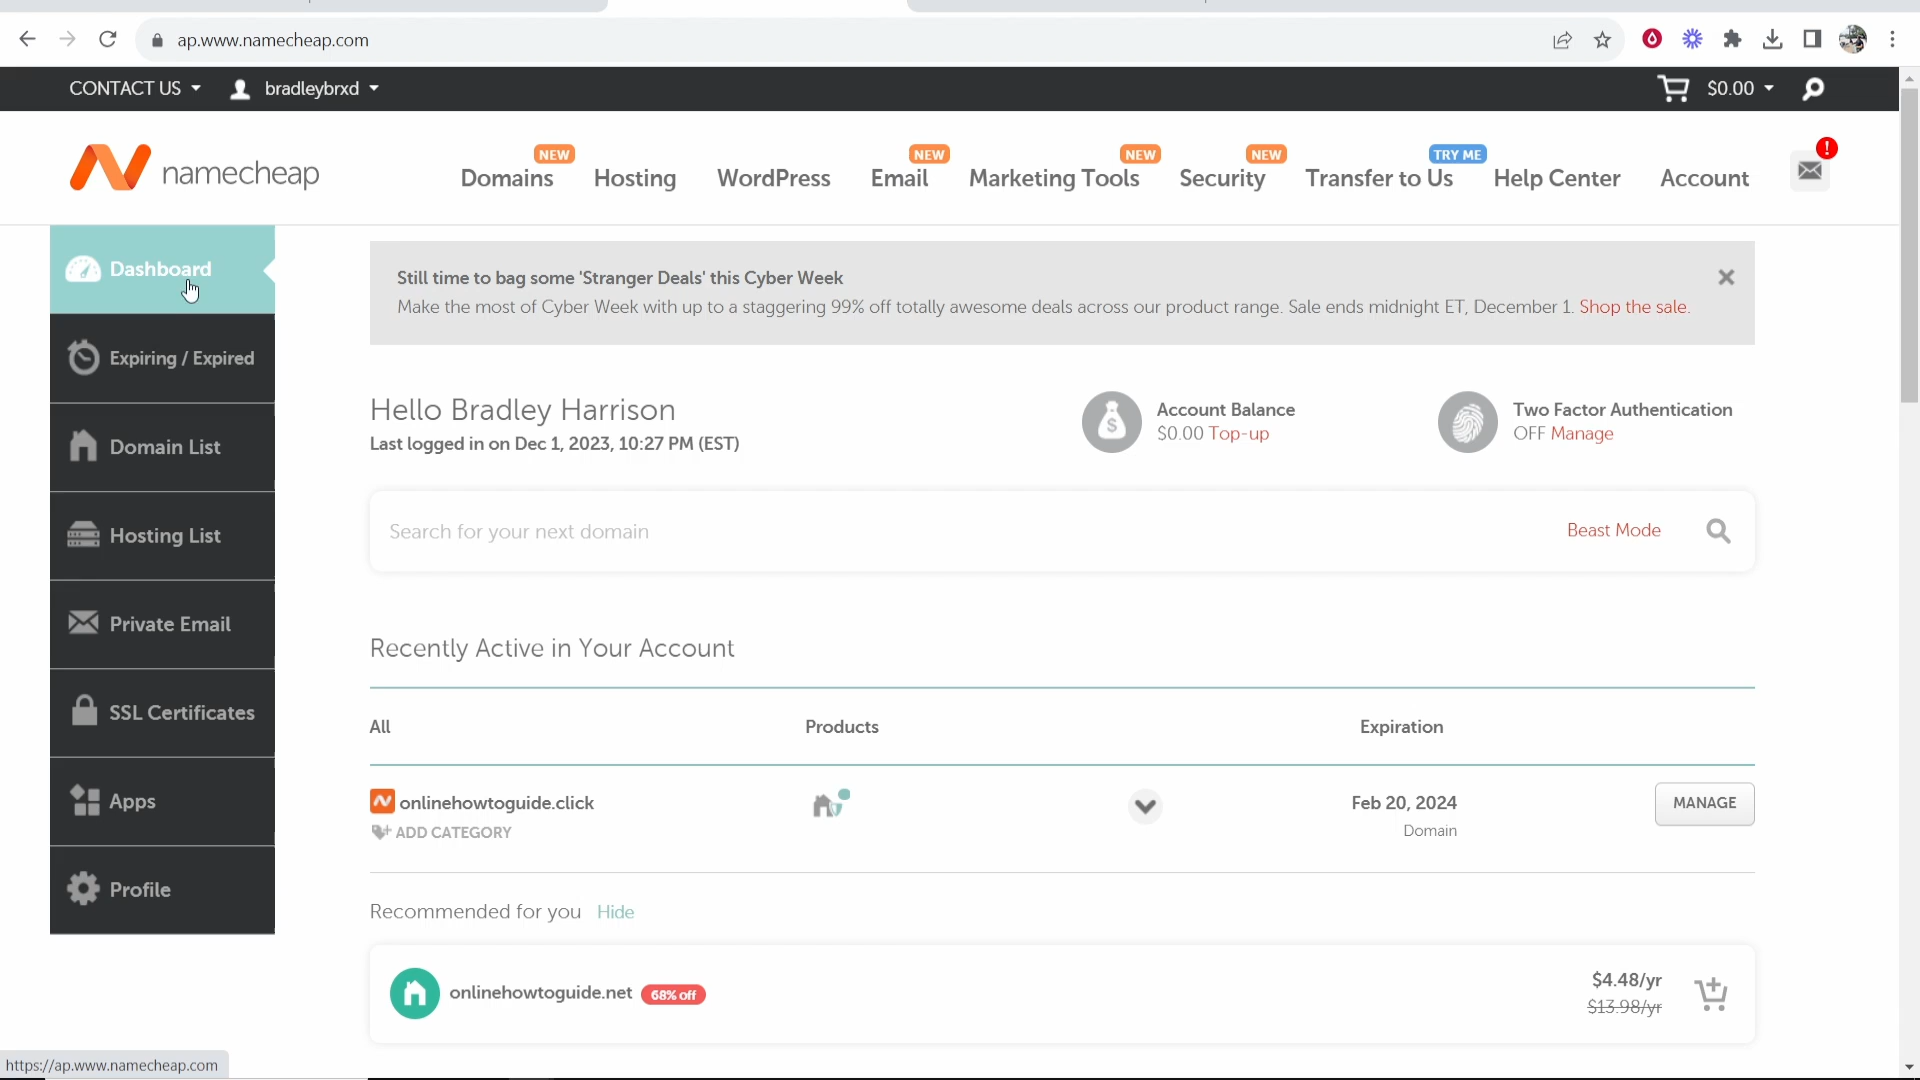 ap.www.namecheap.com
CONTACT US
bradleybrxd
$0.00
namecheap
NEW
NEW
NEW
NEW
TRY ME
!
Domains
Hosting
WordPress
Email
Marketing Tools
Security
Transfer to Us
Help Center
Account
Dashboard
Expiring / Expired
Domain List
Hosting List
Private Email
SSL Certificates
Apps
Profile
Still time to bag some 'Stranger Deals' this Cyber Week
Make the most of Cyber Week with up to a staggering 99% off totally awesome deals across our product range. Sale ends midnight ET, December 1. Shop the sale.
Hello Bradley Harrison
Last logged in on Dec 1, 2023, 10:27 PM (EST)
Account Balance
$0.00 Top-up
Two Factor Authentication
OFF Manage
Search for your next domain
Beast Mode
Recently Active in Your Account
All
Products
Expiration
onlinehowtoguide.click
ADD CATEGORY
Feb 20, 2024
Domain
MANAGE
Recommended for you Hide
onlinehowtoguide.net 68% off
$4.48/yr
$13.98/yr
https://ap.www.namecheap.com